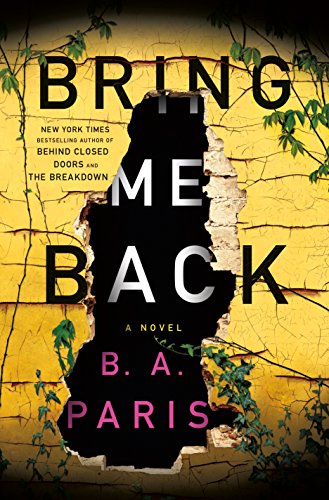 BRING
NEW YORK TIMES
BESTSELLING AUTHOR OF
BEHIND CLOSED
DOORS AND
THE BREAKDOWN
ME
BACK
A NOVEL
B. A.
PARIS